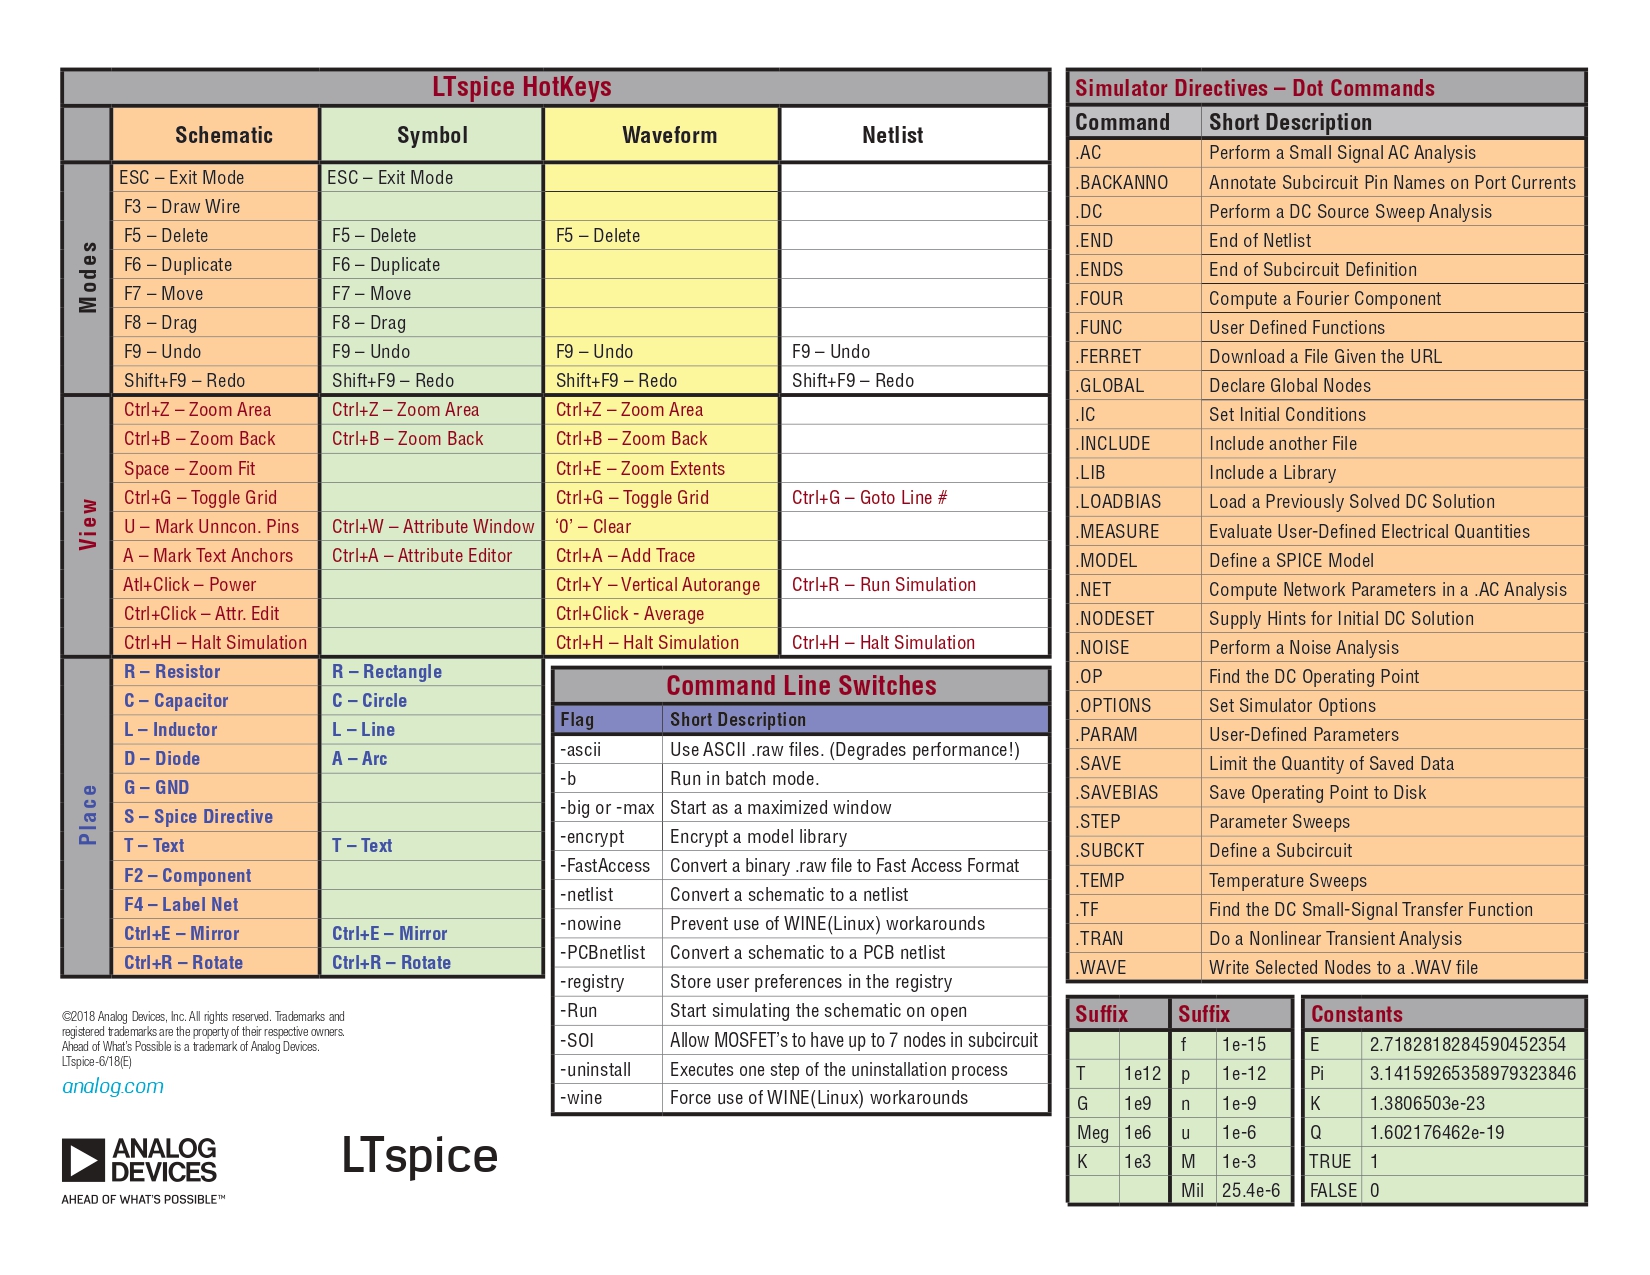 LTspice HotKeys
Schematic Symbol Waveform Netlist
Modes
ESC – Exit Mode ESC – Exit Mode
F3 – Draw Wire
F5 – Delete F5 – Delete F5 – Delete
F6 – Duplicate F6 – Duplicate
F7 – Move F7 – Move
F8 – Drag F8 – Drag
F9 – Undo F9 – Undo F9 – Undo F9 – Undo
Shift+F9 – Redo Shift+F9 – Redo Shift+F9 – Redo Shift+F9 – Redo
View
Ctrl+Z – Zoom Area Ctrl+Z – Zoom Area Ctrl+Z – Zoom Area
Ctrl+B – Zoom Back Ctrl+B – Zoom Back Ctrl+B – Zoom Back
Space – Zoom Fit Ctrl+E – Zoom Extents
Ctrl+G – Toggle Grid Ctrl+G – Toggle Grid Ctrl+G – Goto Line #
U – Mark Unncon. Pins Ctrl+W – Attribute Window ‘0’ – Clear
A – Mark Text Anchors Ctrl+A – Attribute Editor Ctrl+A – Add Trace
Atl+Click – Power Ctrl+Y – Vertical Autorange Ctrl+R – Run Simulation
Ctrl+Click – Attr. Edit Ctrl+Click - Average
Ctrl+H – Halt Simulation Ctrl+H – Halt Simulation Ctrl+H – Halt Simulation
Place
R – Resistor R – Rectangle
C – Capacitor C – Circle
L – Inductor L – Line
D – Diode A – Arc
G – GND
S – Spice Directive
T – Text T – Text
F2 – Component
F4 – Label Net
Ctrl+E – Mirror Ctrl+E – Mirror
Ctrl+R – Rotate Ctrl+R – Rotate
Command Line Switches
Flag Short Description
-ascii Use ASCII .raw files. (Degrades performance!)
-b Run in batch mode.
-big or -max Start as a maximized window
-encrypt Encrypt a model library
-FastAccess Convert a binary .raw file to Fast Access Format
-netlist Convert a schematic to a netlist
-nowine Prevent use of WINE(Linux) workarounds
-PCBnetlist Convert a schematic to a PCB netlist
-registry Store user preferences in the registry
-Run Start simulating the schematic on open
-SOI Allow MOSFET’s to have up to 7 nodes in subcircuit
-uninstall Executes one step of the uninstallation process
-wine Force use of WINE(Linux) workarounds
Simulator Directives – Dot Commands
Command Short Description
.AC Perform a Small Signal AC Analysis
.BACKANNO Annotate Subcircuit Pin Names on Port Currents
.DC Perform a DC Source Sweep Analysis
.END End of Netlist
.ENDS End of Subcircuit Definition
.FOUR Compute a Fourier Component
.FUNC User Defined Functions
.FERRET Download a File Given the URL
.GLOBAL Declare Global Nodes
.IC Set Initial Conditions
.INCLUDE Include another File
.LIB Include a Library
.LOADBIAS Load a Previously Solved DC Solution
.MEASURE Evaluate User-Defined Electrical Quantities
.MODEL Define a SPICE Model
.NET Compute Network Parameters in a .AC Analysis
.NODESET Supply Hints for Initial DC Solution
.NOISE Perform a Noise Analysis
.OP Find the DC Operating Point
.OPTIONS Set Simulator Options
.PARAM User-Defined Parameters
.SAVE Limit the Quantity of Saved Data
.SAVEBIAS Save Operating Point to Disk
.STEP Parameter Sweeps
.SUBCKT Define a Subcircuit
.TEMP Temperature Sweeps
.TF Find the DC Small-Signal Transfer Function
.TRAN Do a Nonlinear Transient Analysis
.WAVE Write Selected Nodes to a .WAV file
Suffix Suffix
f 1e-15
T 1e12 p 1e-12
G 1e9 n 1e-9
Meg 1e6 u 1e-6
K 1e3 M 1e-3
Mil 25.4e-6
Constants
E 2.7182818284590452354
Pi 3.14159265358979323846
K 1.3806503e-23
Q 1.602176462e-19
TRUE 1
FALSE 0
©2018 Analog Devices, Inc. All rights reserved. Trademarks and
registered trademarks are the property of their respective owners.
Ahead of What’s Possible is a trademark of Analog Devices.
LTspice-6/18(E)
analog.com
ANALOG
DEVICES
AHEAD OF WHAT’S POSSIBLE™
LTspice